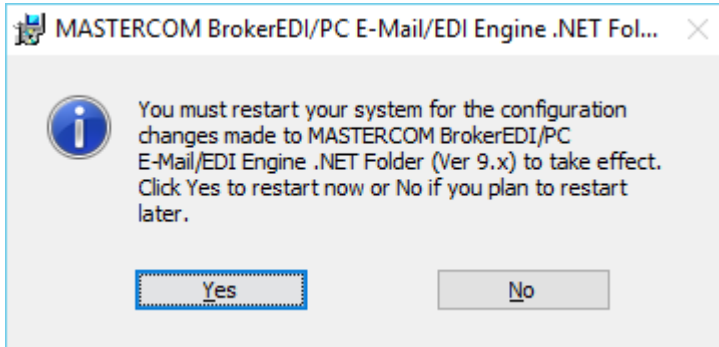 MASTERCOM BrokerEDI/PC E-Mail/EDI Engine .NET Fol...
You must restart your system for the configuration
changes made to MASTERCOM BrokerEDI/PC
E-Mail/EDI Engine .NET Folder (Ver 9.x) to take effect.
Click Yes to restart now or No if you plan to restart
later.
Yes
No